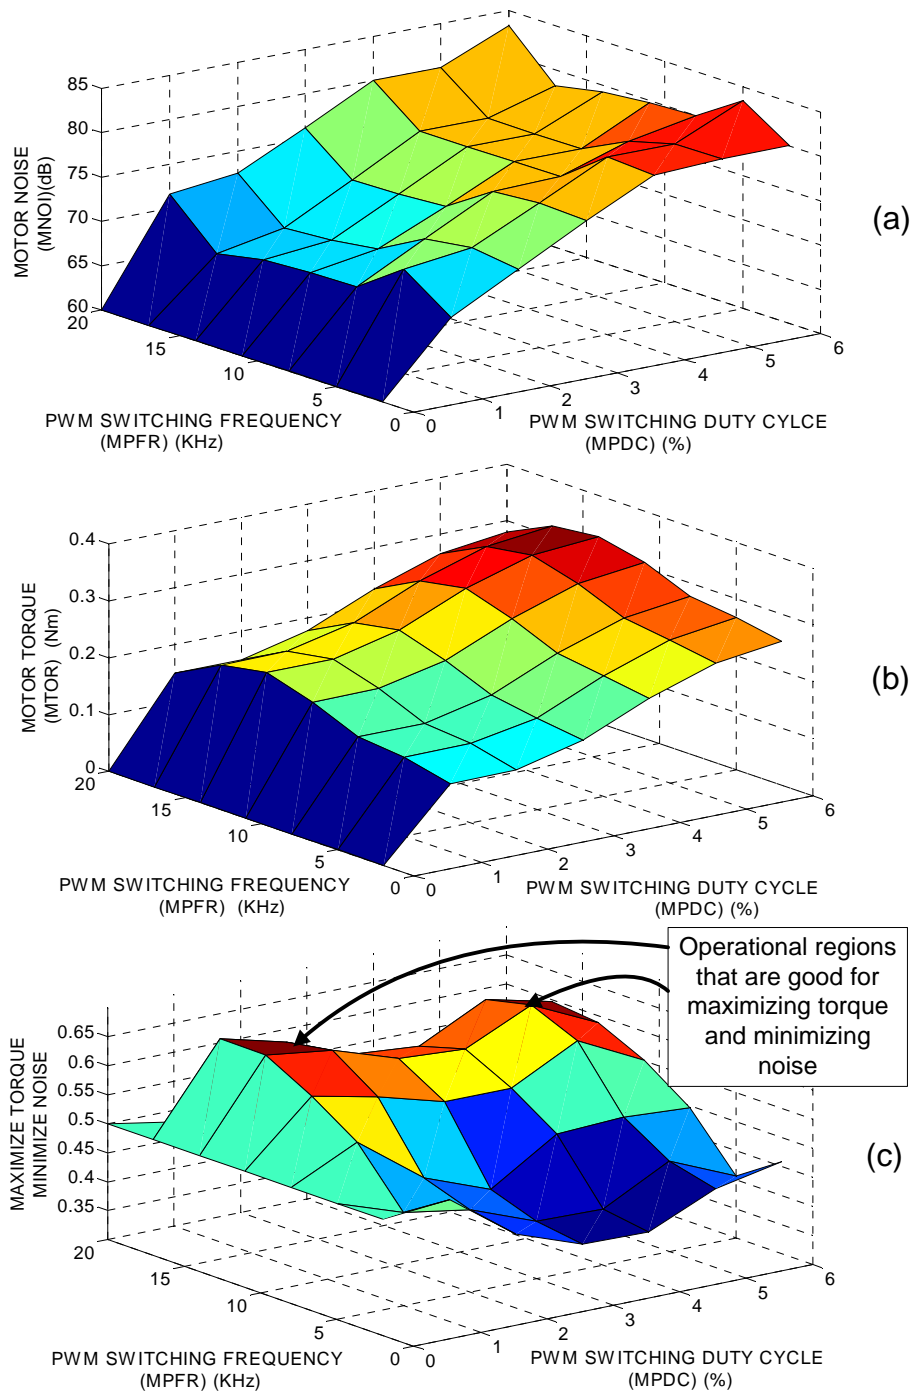 85
80
75
70
65
60
MOTOR NOISE
(MNOI)(dB)
20
15
10
5
0
PWM SWITCHING FREQUENCY
(MPFR) (KHz)
0
1
2
3
4
5
6
PWM SWITCHING DUTY CYLCE
(MPDC) (%)
(a)
0.4
0.3
0.2
0.1
0
MOTOR TORQUE
(MTOR) (Nm)
20
15
10
5
0
PWM SWITCHING FREQUENCY
(MPFR) (KHz)
0
1
2
3
4
5
6
PWM SWITCHING DUTY CYCLE
(MPDC) (%)
(b)
Operational regions
that are good for
maximizing torque
and minimizing
noise
0.65
0.6
0.55
0.5
0.45
0.4
0.35
MAXIMIZE TORQUE
MINIMIZE NOISE
20
15
10
5
0
PWM SWITCHING FREQUENCY
(MPFR) (KHz)
0
1
2
3
4
5
6
PWM SWITCHING DUTY CYCLE
(MPDC) (%)
(c)